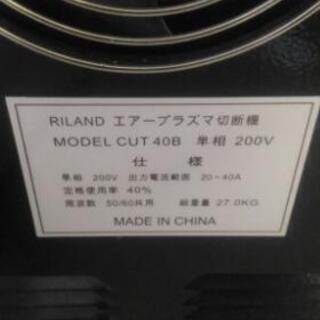 RILAND エアープラズマ切断機
MODEL CUT 40B 単相 200V
仕 様
単相 200V 出力電流範囲 20~40A
定格使用率 40%
周波数 50/60共用 総重量 27.0KG
MADE IN CHINA